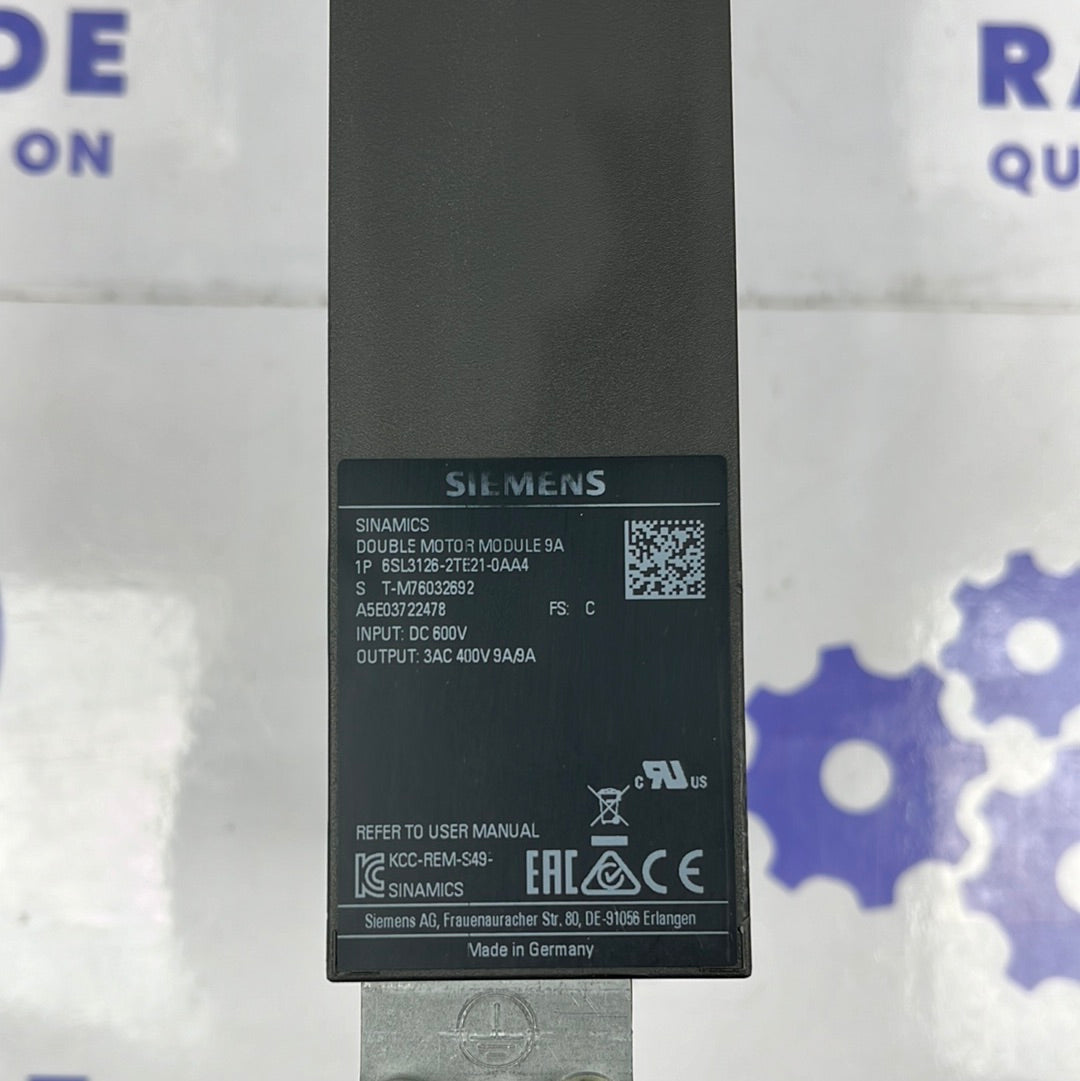 DE
ON
RA
QU
SIEMENS
SINAMICS
DOUBLE MOTOR MODULE 9A
1P 6SL3126-2TE21-0AA4
S T-M76032692
A5E03722478 FS: C
INPUT: DC 600V
OUTPUT: 3AC 400V 9A/9A
c RU US
REFER TO USER MANUAL
KCC-REM-S49-
SINAMICS
EAC CE
Siemens AG, Frauenauracher Str. 80, DE-91056 Erlangen
Made in Germany